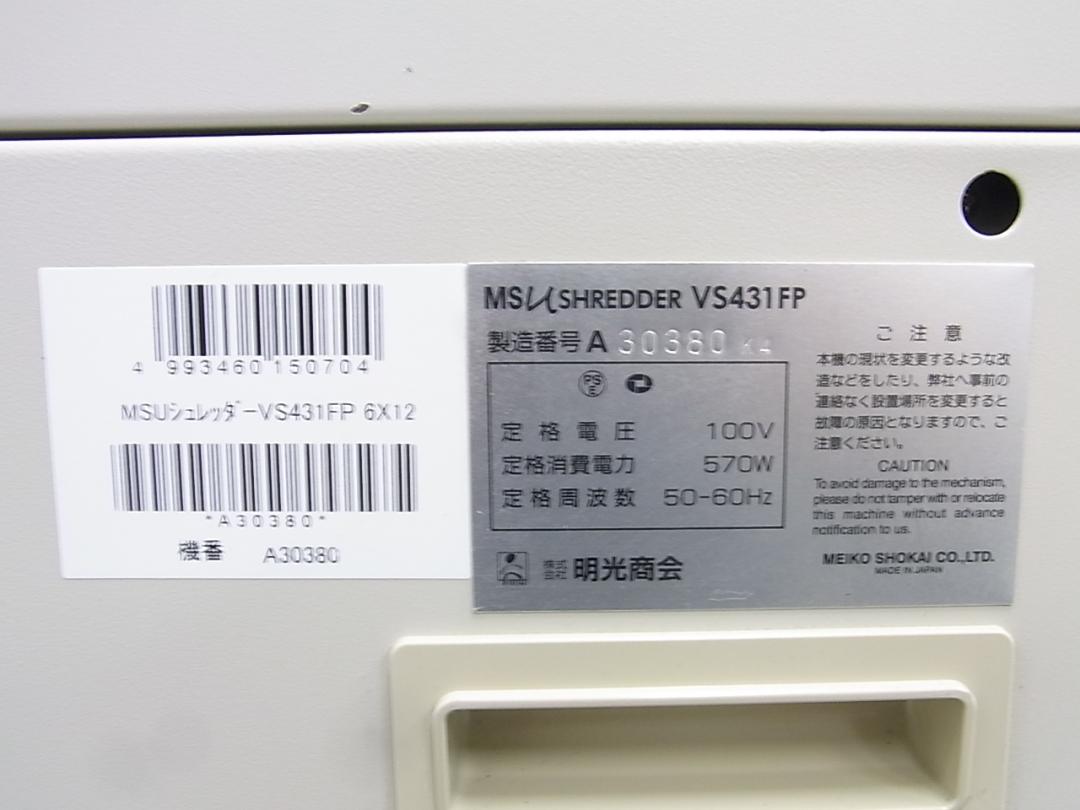 4 993460 150704
MSUシュレッダーVS431FP 6X12
*A30380*
機番 A30380
MSU SHREDDER VS431FP
製造番号 A 30380 K4
PS
E
定格電圧 100V
定格消費電力 570W
定格周波数 50-60Hz
株式
会社 明光商会
ご注意
本機の現状を変更するような改
造などをしたり、弊社へ事前の
連絡なく設置場所を変更すると
故障の原因となりますので、ご
注意ください。
CAUTION
To avoid damage to the mechanism,
please do not tamper with or relocate
this machine without advance
notification to us.
MEIKO SHOKAI CO.,LTD.
MADE IN JAPAN